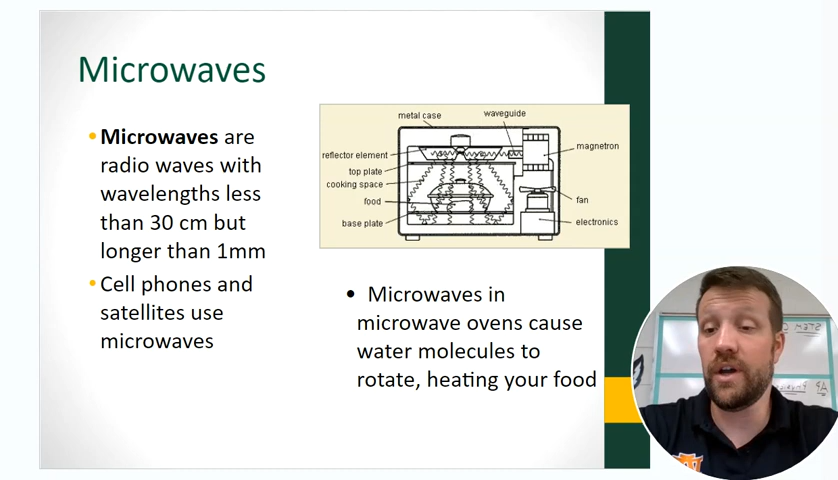 Microwaves
• Microwaves are
radio waves with
wavelengths less
than 30 cm but
longer than 1mm
• Cell phones and
satellites use
microwaves
metal case
waveguide
magnetron
reflector element
top plate
cooking space
food
fan
base plate
electronics
• Microwaves in
microwave ovens cause
water molecules to
rotate, heating your food